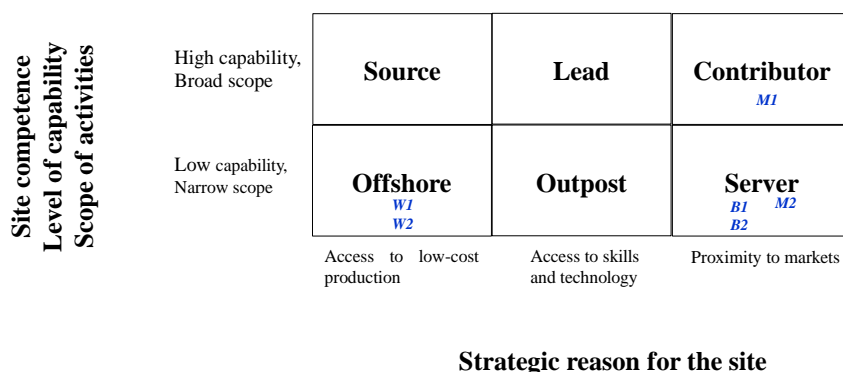 Site competence
Level of capability
Scope of activities
High capability,
Broad scope
Source
Lead
Contributor
M1
Low capability,
Narrow scope
Offshore
W1
W2
Outpost
Server
B1 M2
B2
Access to low-cost
production
Access to skills
and technology
Proximity to markets
Strategic reason for the site